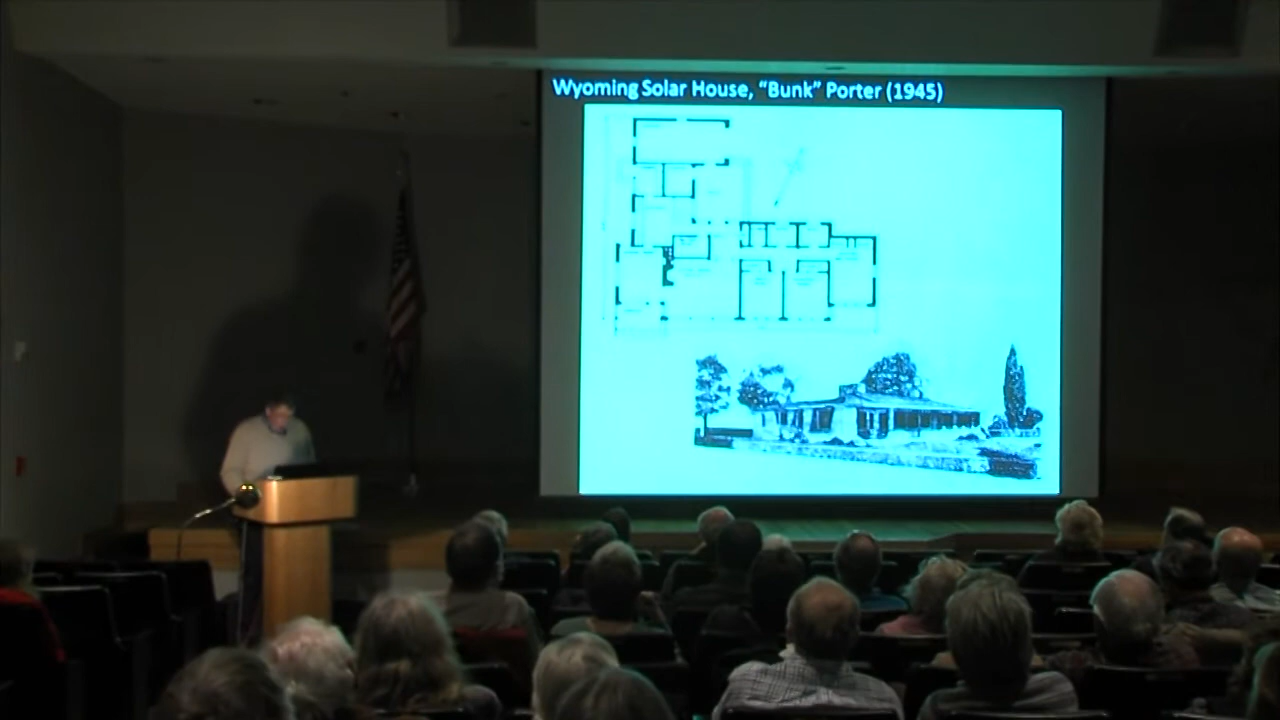 Wyoming Solar House, “Bunk” Porter (1945)